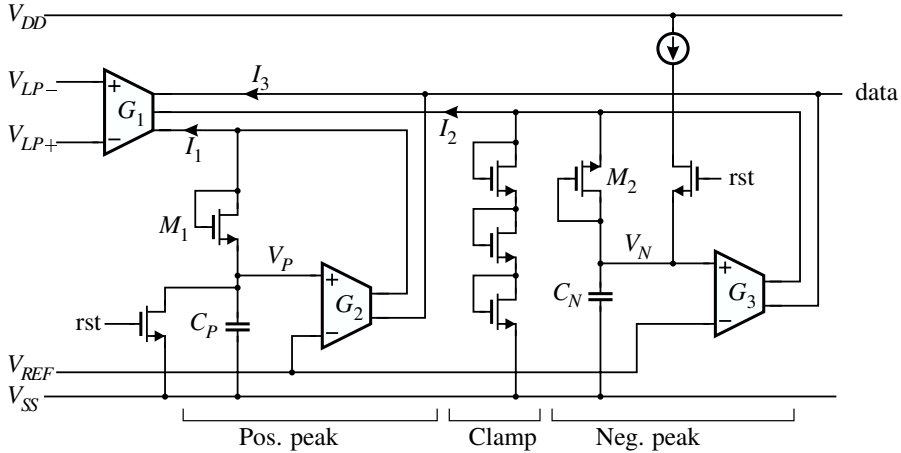 V_DD
V_LP−
+
G_1
−
V_LP+
I_3
data
I_2
I_1
M_1
M_2
rst
V_P
V_N
+
G_2
−
+
G_3
−
C_P
C_N
rst
V_REF
V_SS
Pos. peak
Clamp
Neg. peak